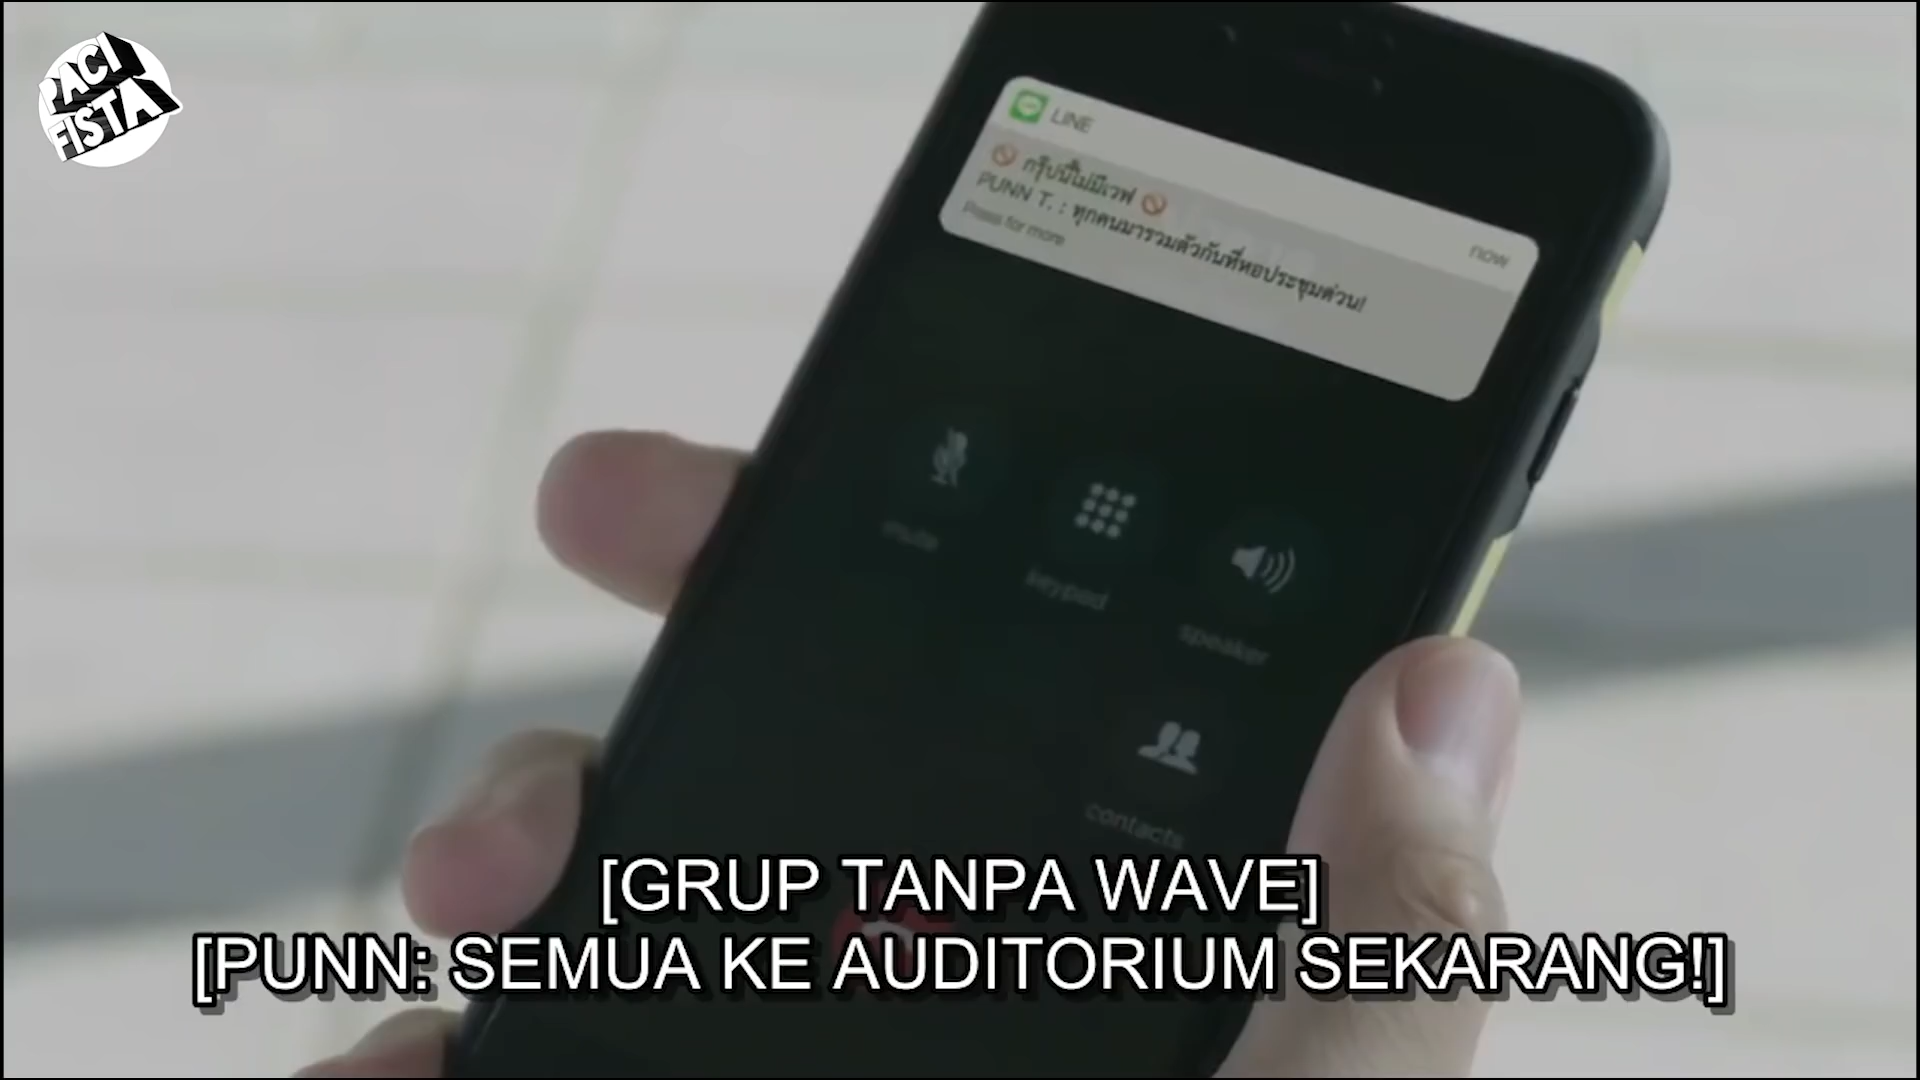 PACI
FISTA
LINE
now
🚫 กรุ๊ปนี้ไม่มีเวฟ 🚫
PUNN T. : ทุกคนมารวมตัวกันที่หอประชุมด่วน!
Press for more
mute
keypad
speaker
contacts
[GRUP TANPA WAVE]
[PUNN: SEMUA KE AUDITORIUM SEKARANG!]